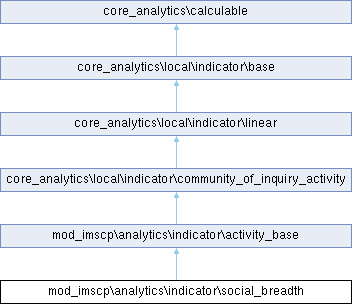 core_analytics\calculable
core_analytics\local\indicator\base
core_analytics\local\indicator\linear
core_analytics\local\indicator\community_of_inquiry_activity
mod_imscp\analytics\indicator\activity_base
mod_imscp\analytics\indicator\social_breadth